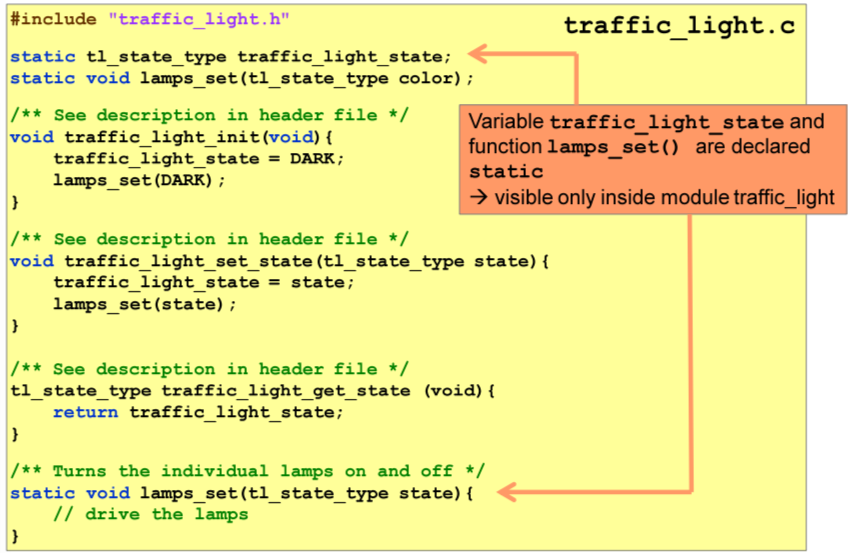 #include "traffic_light.h"
traffic_light.c
static tl_state_type traffic_light_state;
static void lamps_set(tl_state_type color);
/** See description in header file */
void traffic_light_init(void){
    traffic_light_state = DARK;
    lamps_set(DARK);
}
Variable traffic_light_state and
function lamps_set() are declared
static
→ visible only inside module traffic_light
/** See description in header file */
void traffic_light_set_state(tl_state_type state){
    traffic_light_state = state;
    lamps_set(state);
}
/** See description in header file */
tl_state_type traffic_light_get_state (void){
    return traffic_light_state;
}
/** Turns the individual lamps on and off */
static void lamps_set(tl_state_type state){
    // drive the lamps
}